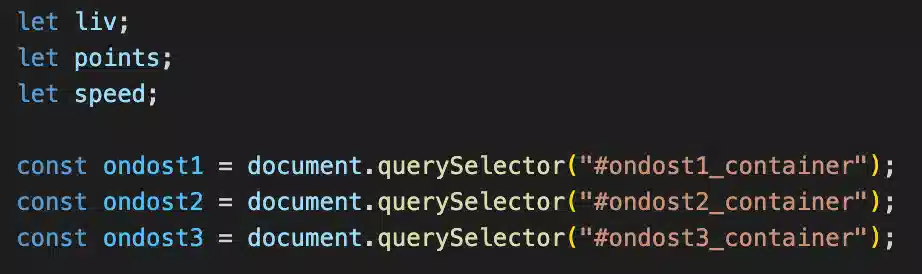 let liv;
let points;
let speed;
const ondost1 = document.querySelector("#ondost1_container");
const ondost2 = document.querySelector("#ondost2_container");
const ondost3 = document.querySelector("#ondost3_container");